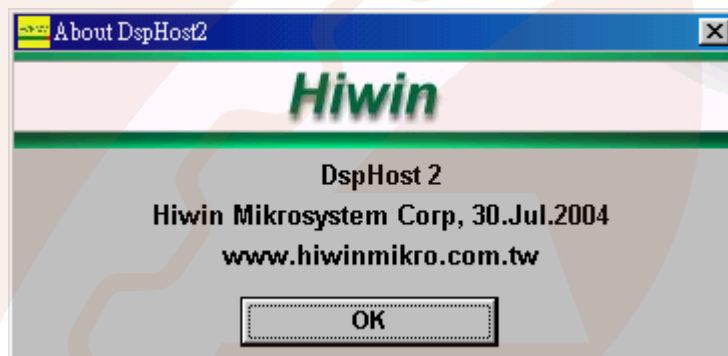 About DspHost2
Hiwin
DspHost 2
Hiwin Mikrosystem Corp, 30.Jul.2004
www.hiwinmikro.com.tw
OK